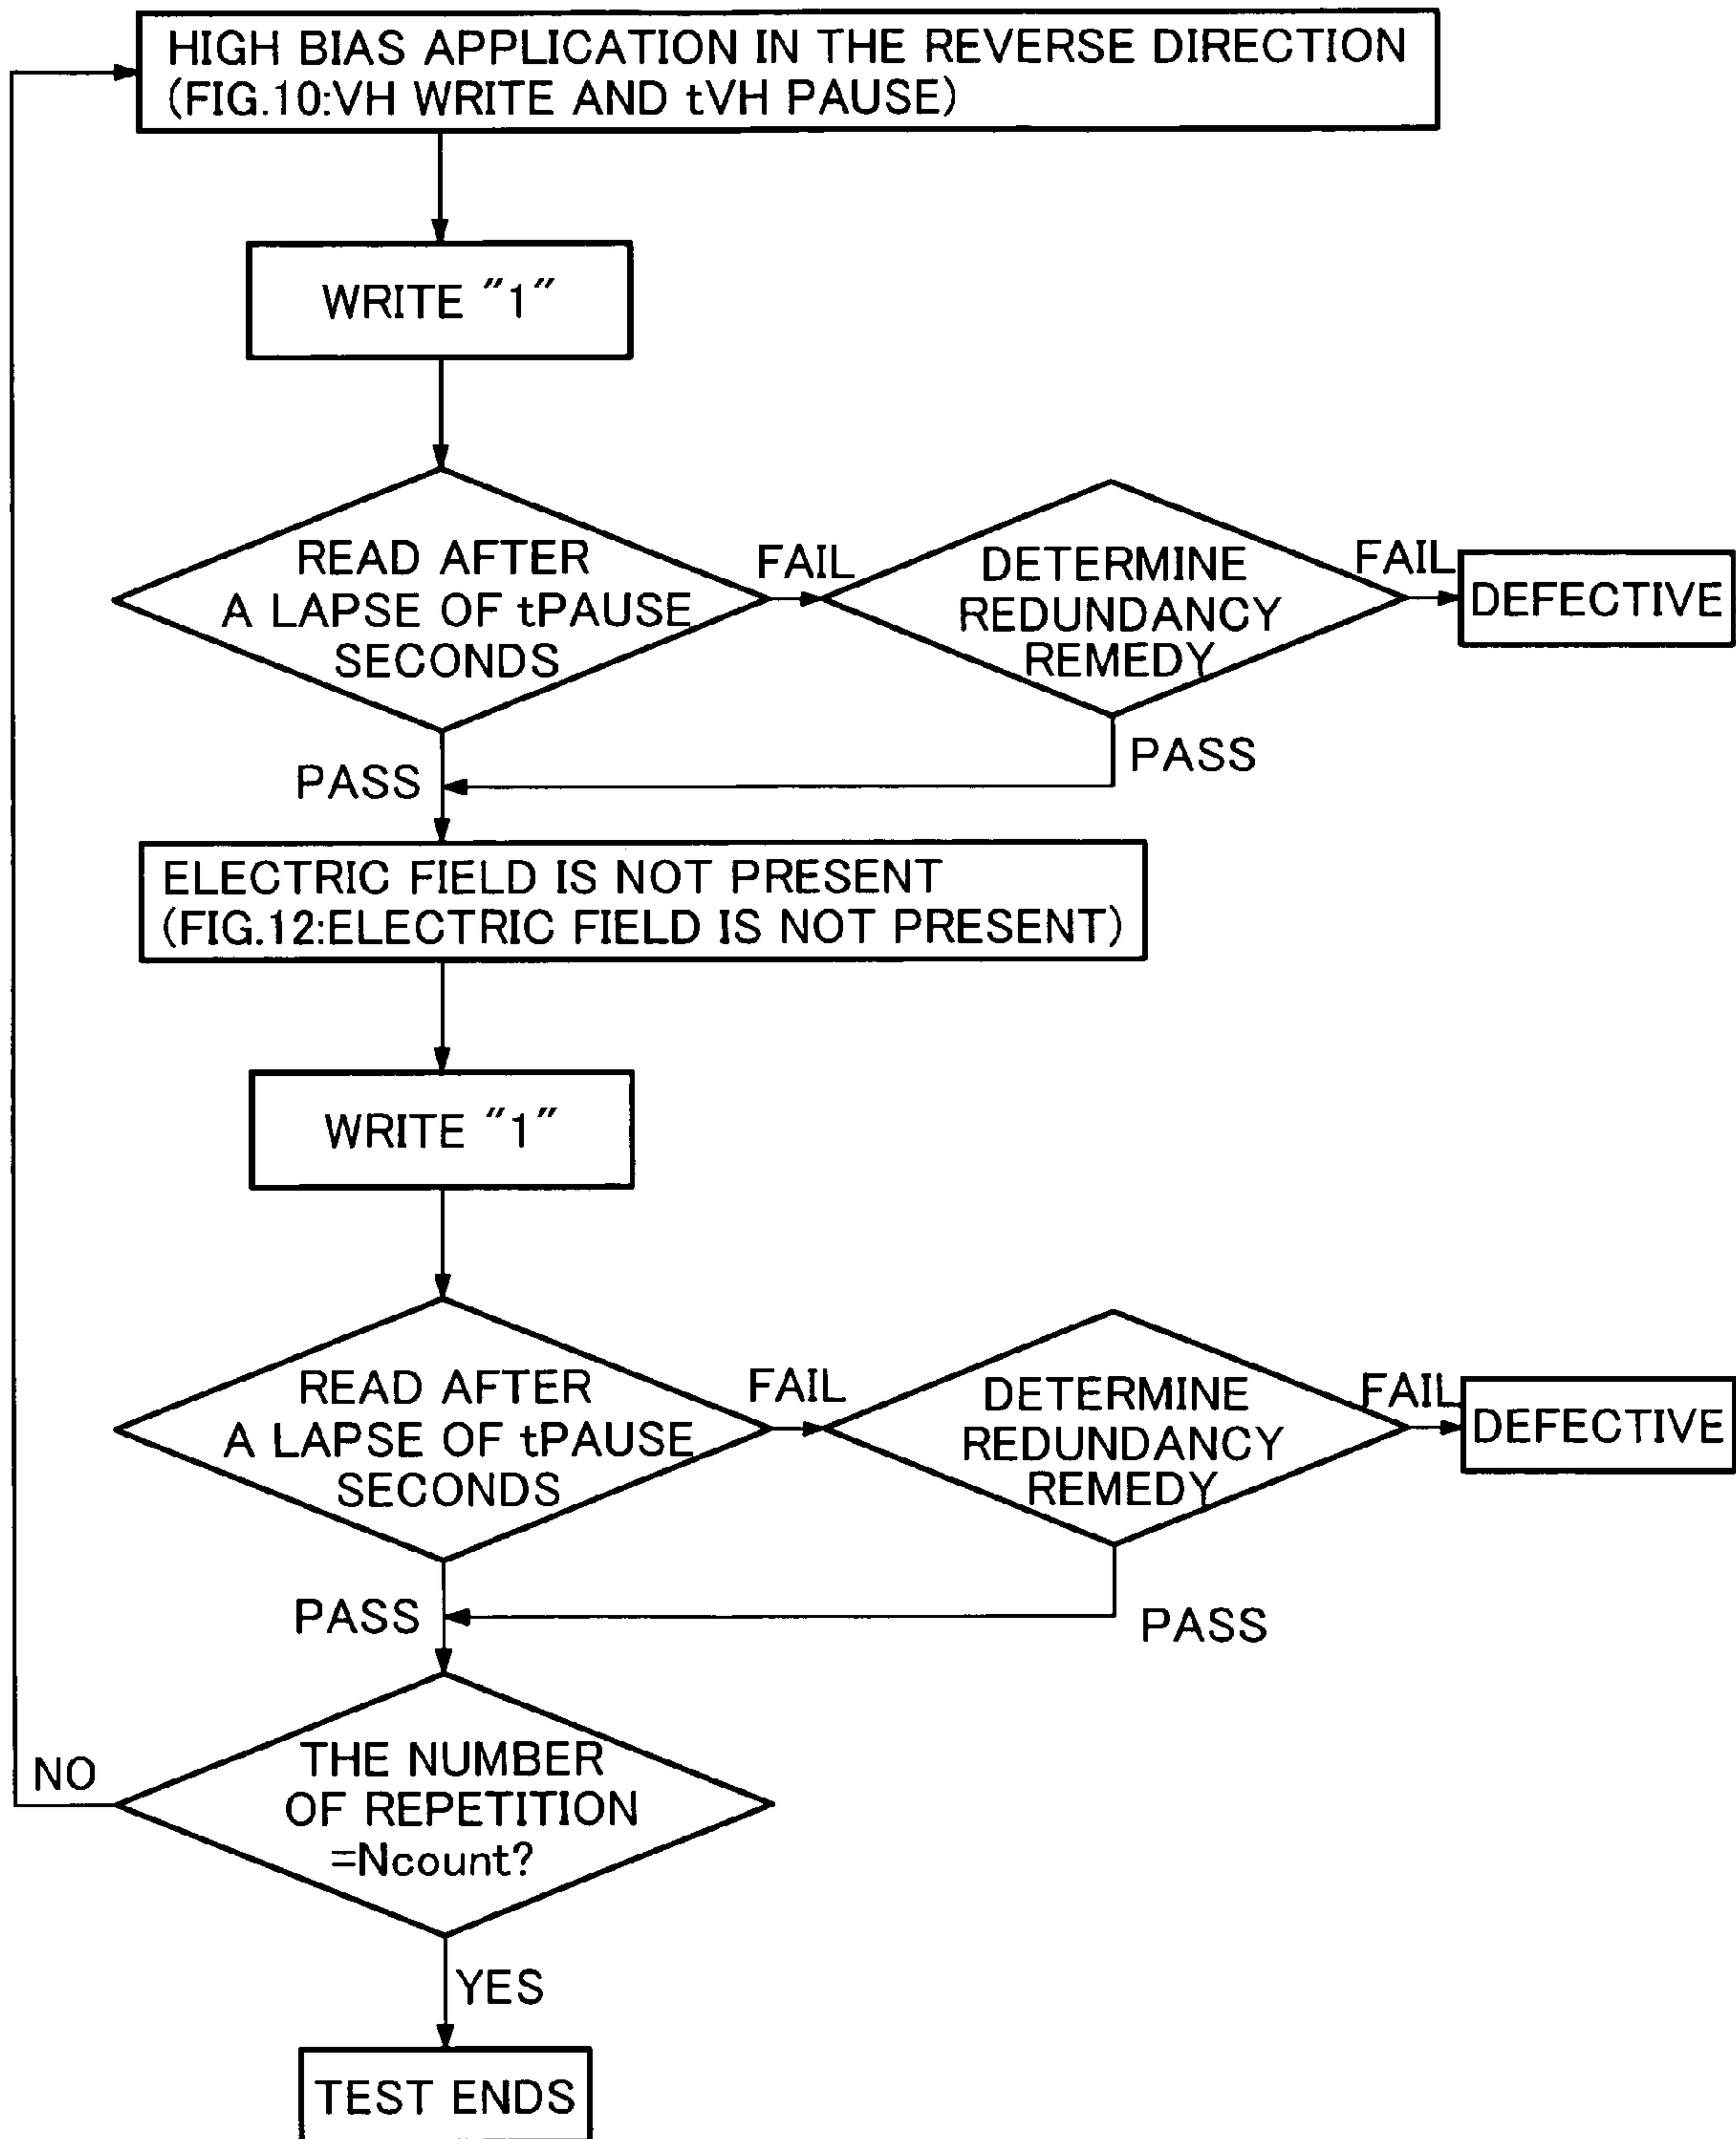 HIGH BIAS APPLICATION IN THE REVERSE DIRECTION
(FIG.10:VH WRITE AND tVH PAUSE)
WRITE "1"
READ AFTER
A LAPSE OF tPAUSE
SECONDS
FAIL
DETERMINE
REDUNDANCY
REMEDY
FAIL
DEFECTIVE
PASS
PASS
ELECTRIC FIELD IS NOT PRESENT
(FIG.12:ELECTRIC FIELD IS NOT PRESENT)
WRITE "1"
READ AFTER
A LAPSE OF tPAUSE
SECONDS
FAIL
DETERMINE
REDUNDANCY
REMEDY
FAIL
DEFECTIVE
PASS
PASS
THE NUMBER
OF REPETITION
=Ncount?
NO
YES
TEST ENDS